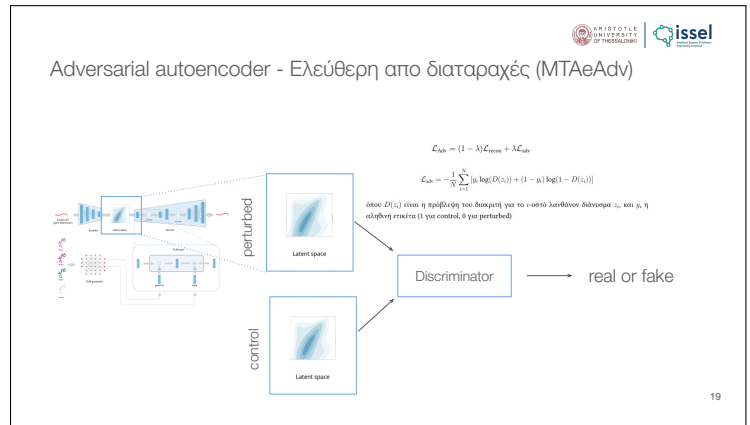 ARISTOTLE
UNIVERSITY
OF THESSALONIKI
issel
Adversarial autoencoder - Ελεύθερη απο διαταραχές (MTAeAdv)
L_Adv = (1 − λ)L_recon + λL_adv
L_adv = −1/N ∑_{i=1}^{N} [y_i log(D(z_i)) + (1 − y_i) log(1 − D(z_i))]
όπου D(z_i) είναι η πρόβλεψη του διακριτή για το i-οστό λανθάνον διάνυσμα z_i, και y_i η
αληθινή ετικέτα (1 για control, 0 για perturbed)
Latent space
perturbed
Latent space
Discriminator
real or fake
control
Latent space
19